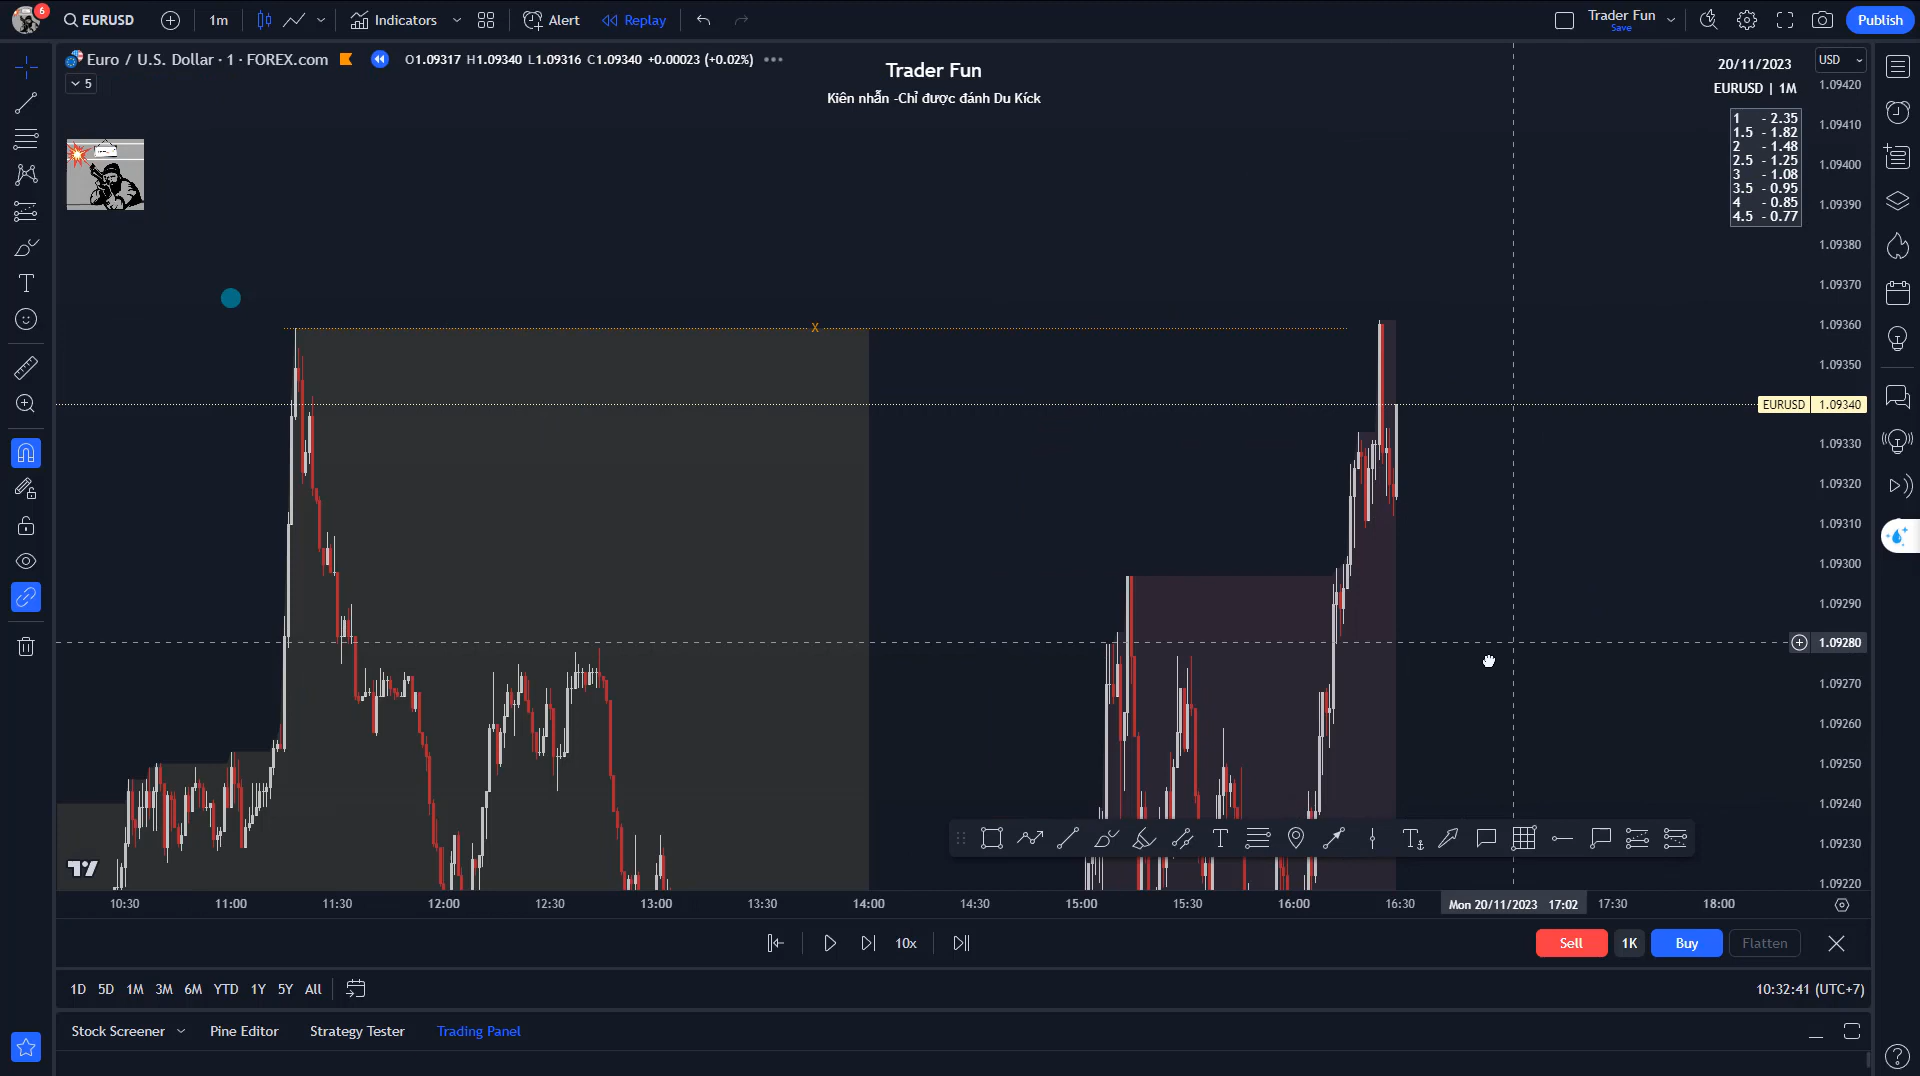 6
EURUSD
1m
Indicators
Alert
Replay
Trader Fun
Save
Publish
Euro / U.S. Dollar · 1 · FOREX.com
O1.09317 H1.09340 L1.09316 C1.09340 +0.00023 (+0.02%)
5
Trader Fun
Kiên nhẫn -Chỉ được đánh Du Kích
20/11/2023
EURUSD | 1M
1 - 2.35
1.5 - 1.82
2 - 1.48
2.5 - 1.25
3 - 1.08
3.5 - 0.95
4 - 0.85
4.5 - 0.77
USD
1.09420
1.09410
1.09400
1.09390
1.09380
1.09370
1.09360
1.09350
EURUSD 1.09340
1.09330
1.09320
1.09310
1.09300
1.09290
1.09280
1.09270
1.09260
1.09250
1.09240
1.09230
1.09220
X
10:30 11:00 11:30 12:00 12:30 13:00 13:30 14:00 14:30 15:00 15:30 16:00 16:30 Mon 20/11/2023 17:02 17:30 18:00
10x
Sell
1K
Buy
Flatten
1D 5D 1M 3M 6M YTD 1Y 5Y All
10:32:41 (UTC+7)
Stock Screener
Pine Editor
Strategy Tester
Trading Panel